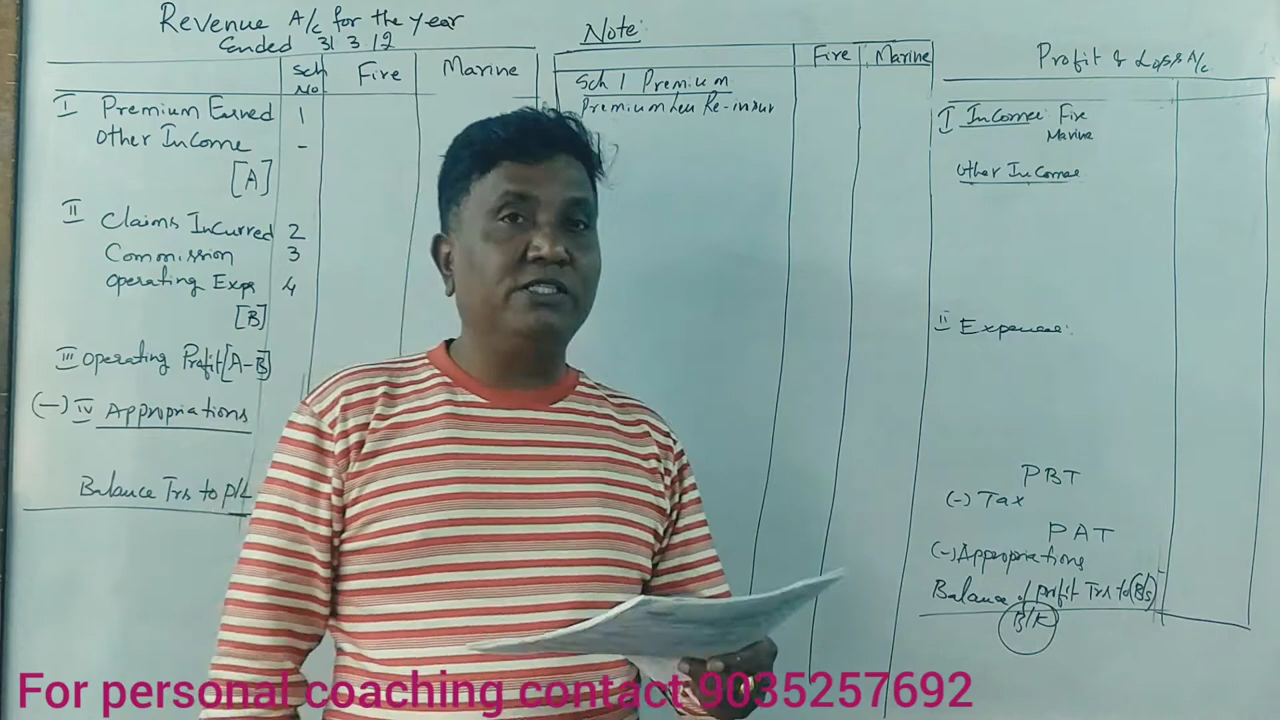 Revenue A/c for the year
Ended 31 3 12
Sch No Fire Marine
I Premium Earned 1
Other Income -
[A]
II Claims Incurred 2
Commission 3
Operating Exps 4
[B]
III Operating Profit [A-B]
(-) IV Appropriations
Balance Trs to P/L
Note:
Fire Marine
Sch 1 Premium
Premium Less Re-insur
Profit & Loss A/c
I Income: Fire
Marine
Other Income
II Expenses:
PBT
(-) Tax
PAT
(-) Appropriations
Balance of profit Trs to (B/S)
For personal coaching contact 9035257692